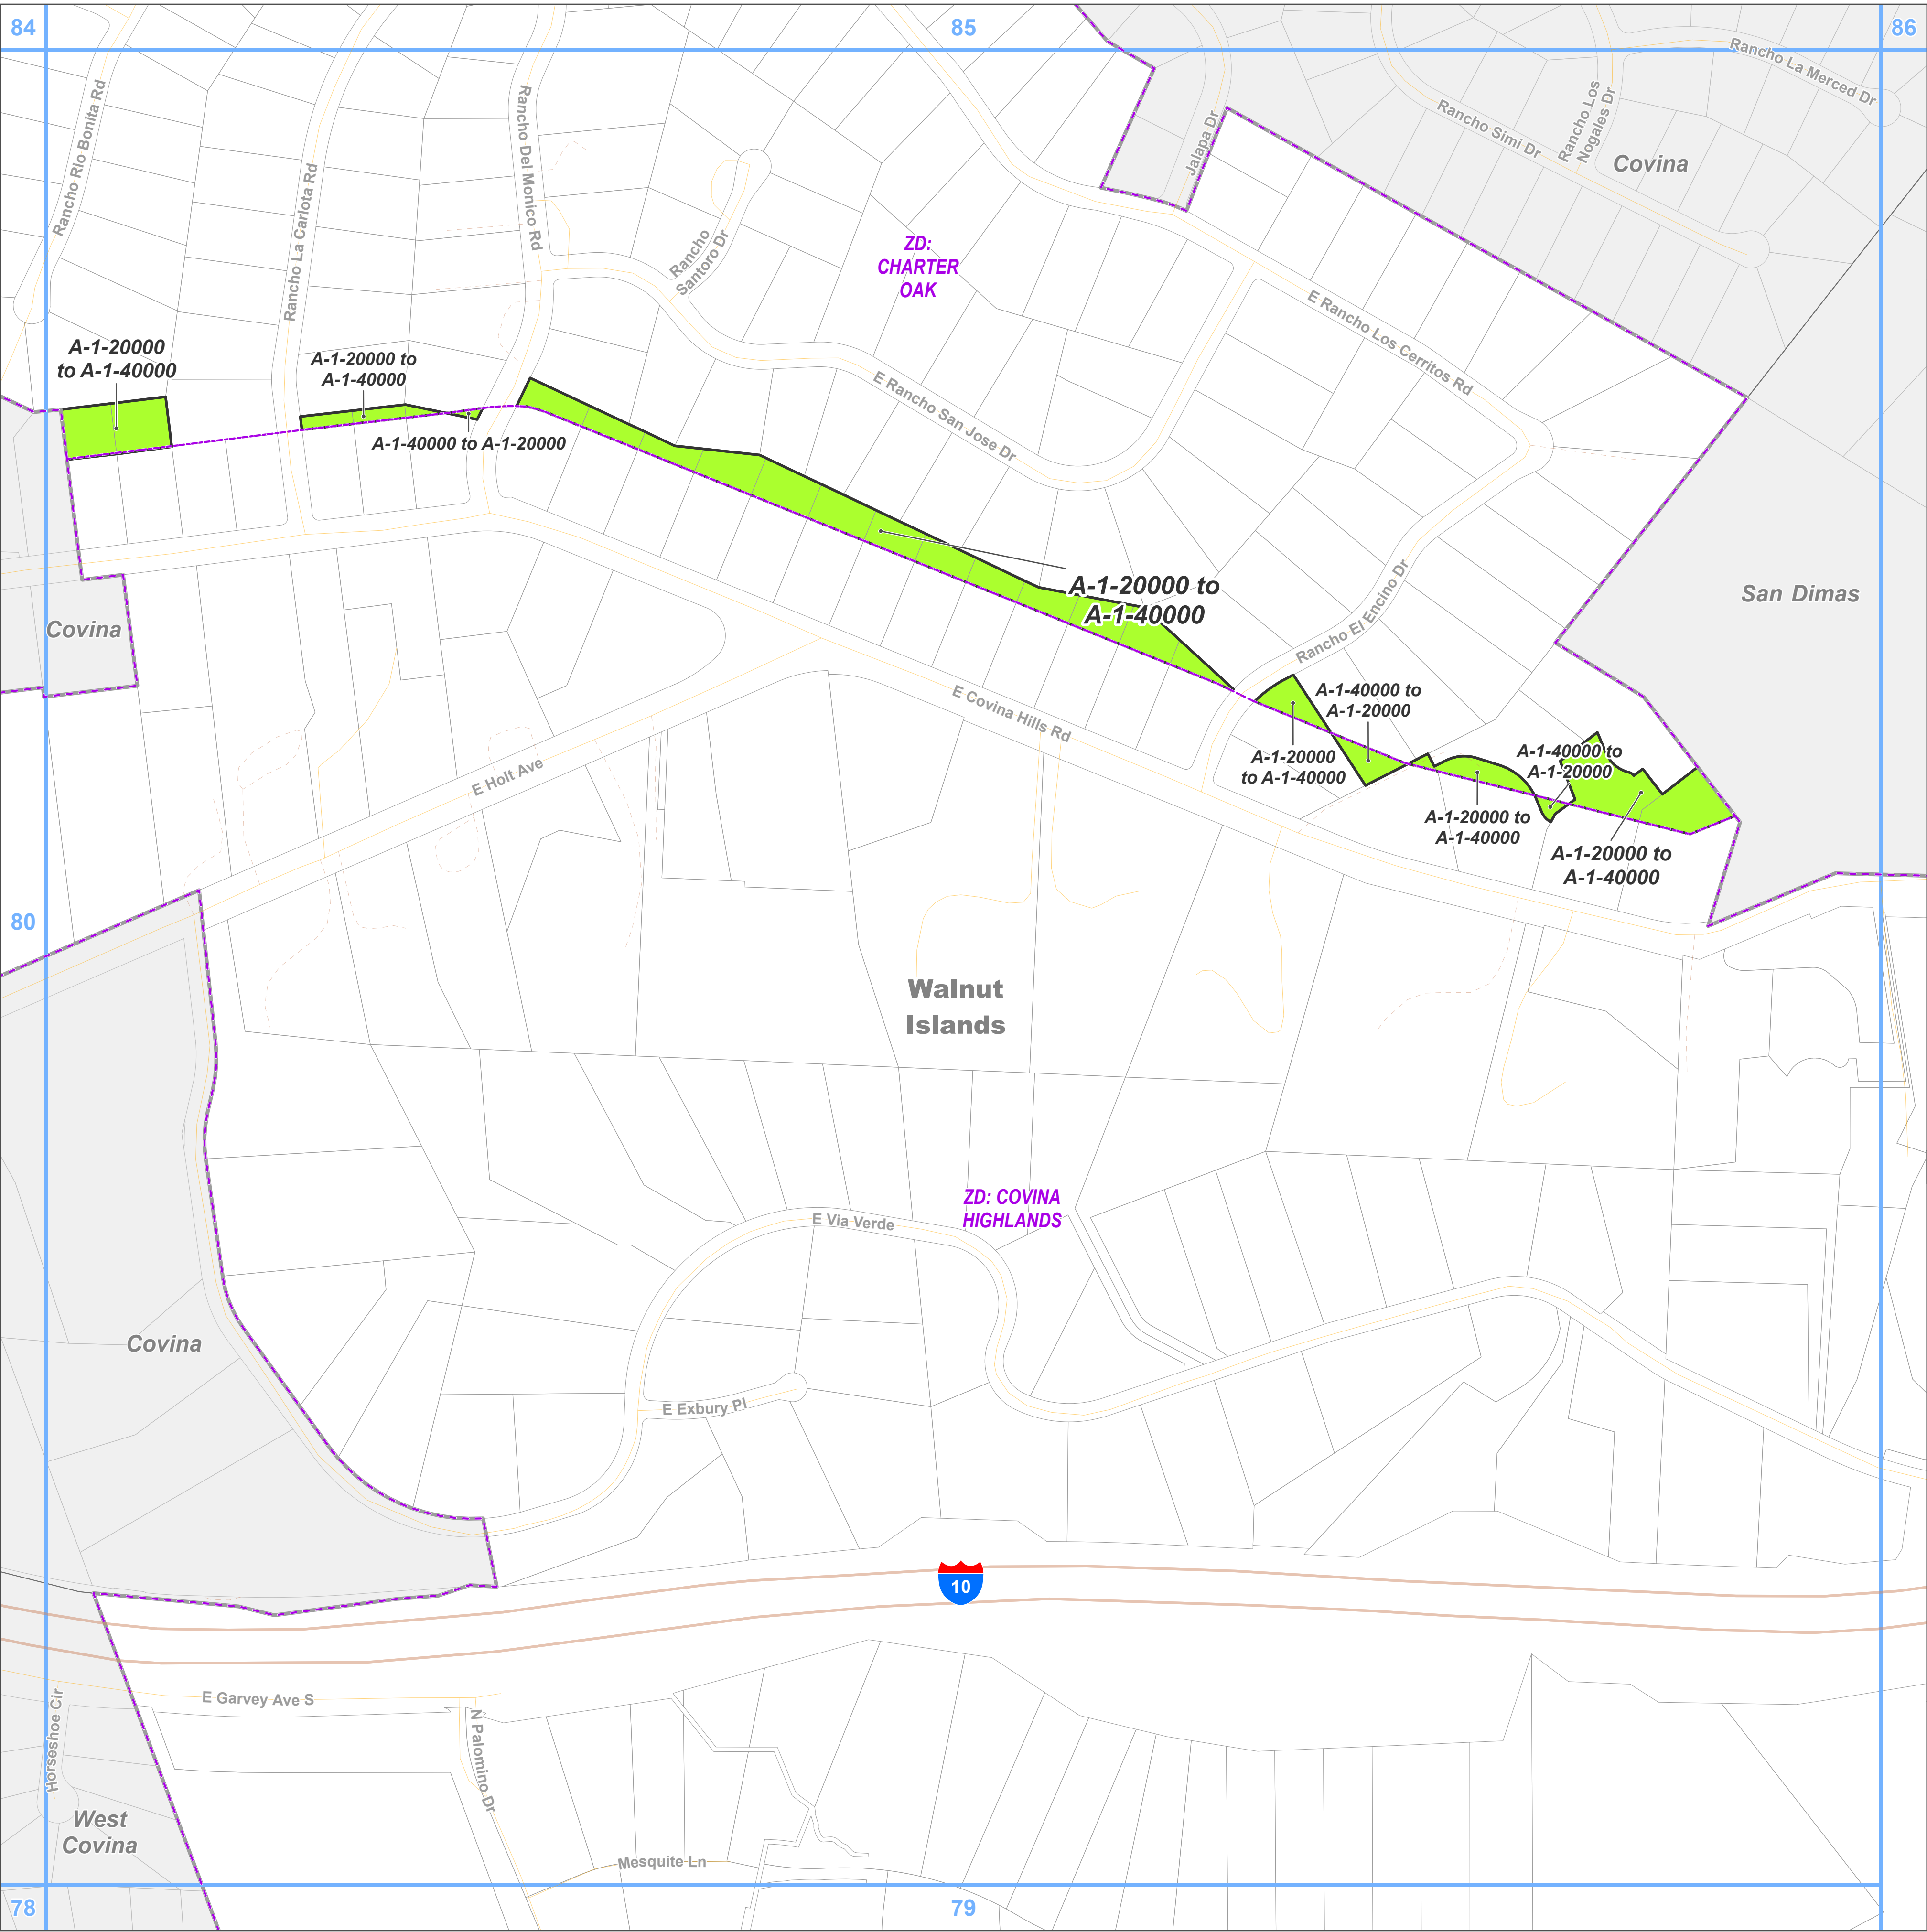 84
85
86
Rancho La Merced Dr
Rancho Rio Bonita Rd
Rancho La Carlota Rd
Rancho Del Monico Rd
Rancho Los
Nogales Dr
Rancho Simi Dr
Jalapa Dr
Covina
Rancho
Santoro Dr
ZD:
CHARTER
OAK
E Rancho Los Cerritos Rd
A-1-20000
to A-1-40000
A-1-20000 to
A-1-40000
A-1-40000 to A-1-20000
E Rancho San Jose Dr
A-1-20000 to
A-1-40000
Rancho El Encino Dr
San Dimas
Covina
E Covina Hills Rd
A-1-40000 to
A-1-20000
A-1-20000
to A-1-40000
A-1-40000 to
A-1-20000
A-1-20000 to
A-1-40000
A-1-20000 to
A-1-40000
E Holt Ave
80
Walnut
Islands
ZD: COVINA
HIGHLANDS
E Via Verde
Covina
E Exbury Pl
10
E Garvey Ave S
Horseshoe Cir
N Palomino Dr
West
Covina
Mesquite Ln
78
79